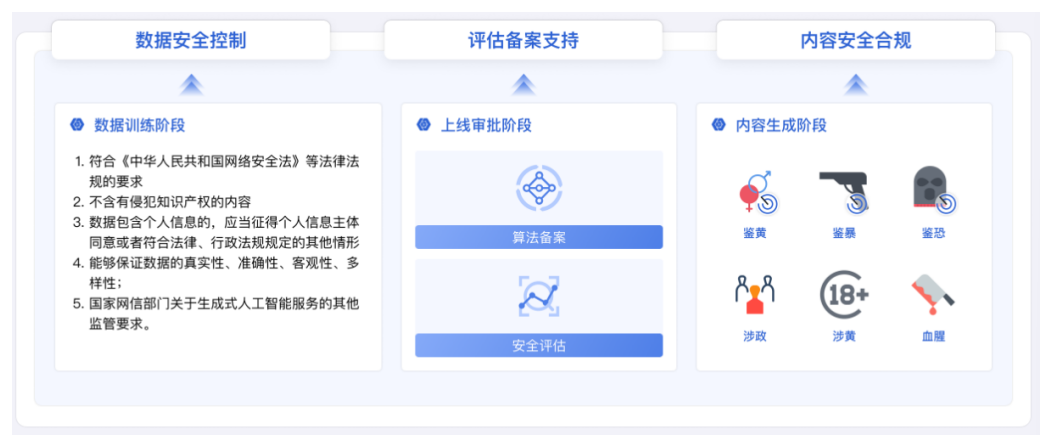 数据安全控制
评估备案支持
内容安全合规
数据训练阶段
1. 符合《中华人民共和国网络安全法》等法律法
规的要求
2. 不含有侵犯知识产权的内容
3. 数据包含个人信息的，应当征得个人信息主体
同意或者符合法律、行政法规规定的其他情形
4. 能够保证数据的真实性、准确性、客观性、多
样性；
5. 国家网信部门关于生成式人工智能服务的其他
监管要求。
上线审批阶段
算法备案
安全评估
内容生成阶段
鉴黄
鉴暴
鉴恐
18+
涉政
涉黄
血腥